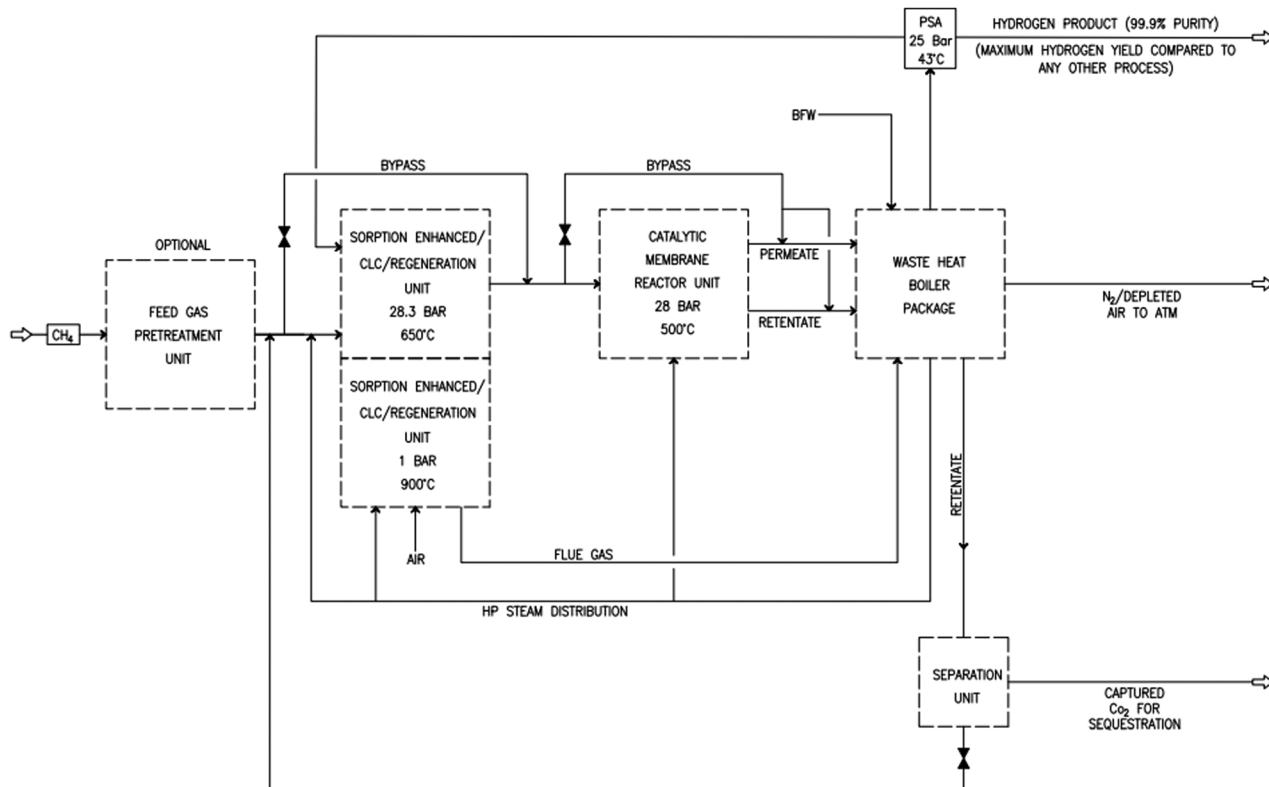 PSA
25 Bar
43°C
HYDROGEN PRODUCT (99.9% PURITY)
(MAXIMUM HYDROGEN YIELD COMPARED TO
ANY OTHER PROCESS)
BFW
BYPASS
BYPASS
OPTIONAL
FEED GAS
PRETREATMENT
UNIT
CH₄
SORPTION ENHANCED/
CLC/REGENERATION
UNIT
28.3 BAR
650°C
SORPTION ENHANCED/
CLC/REGENERATION
UNIT
1 BAR
900°C
CATALYTIC
MEMBRANE
REACTOR UNIT
28 BAR
500°C
PERMEATE
RETENTATE
WASTE HEAT
BOILER
PACKAGE
N₂/DEPLETED
AIR TO ATM
RETENTATE
AIR
FLUE GAS
HP STEAM DISTRIBUTION
SEPARATION
UNIT
CAPTURED
Co₂ FOR
SEQUESTRATION